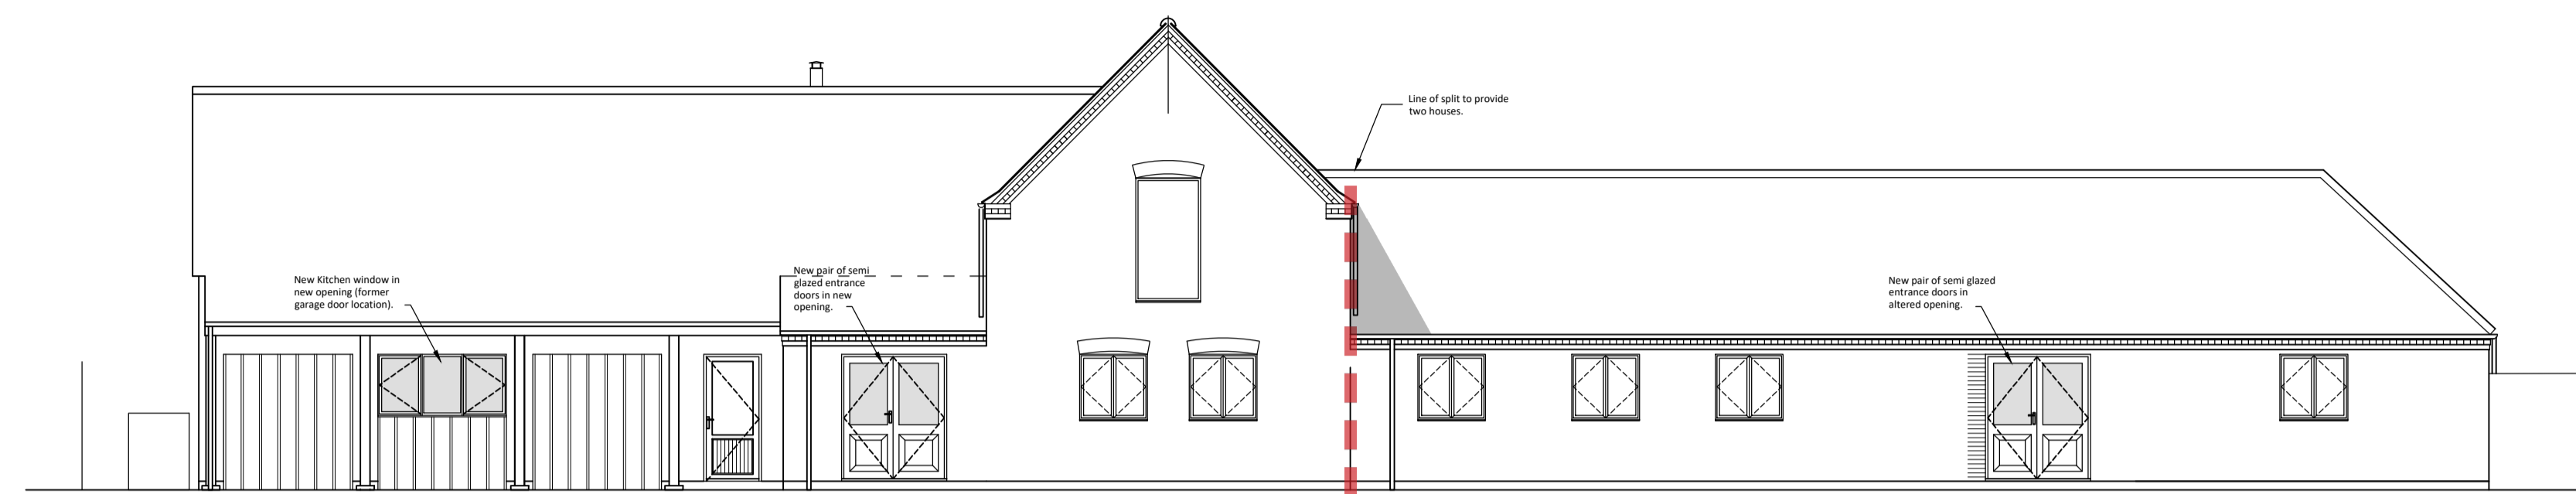 Line of split to provide
two houses.
New Kitchen window in
new opening (former
garage door location).
New pair of semi
glazed entrance
doors in new
opening.
New pair of semi glazed
entrance doors in
altered opening.